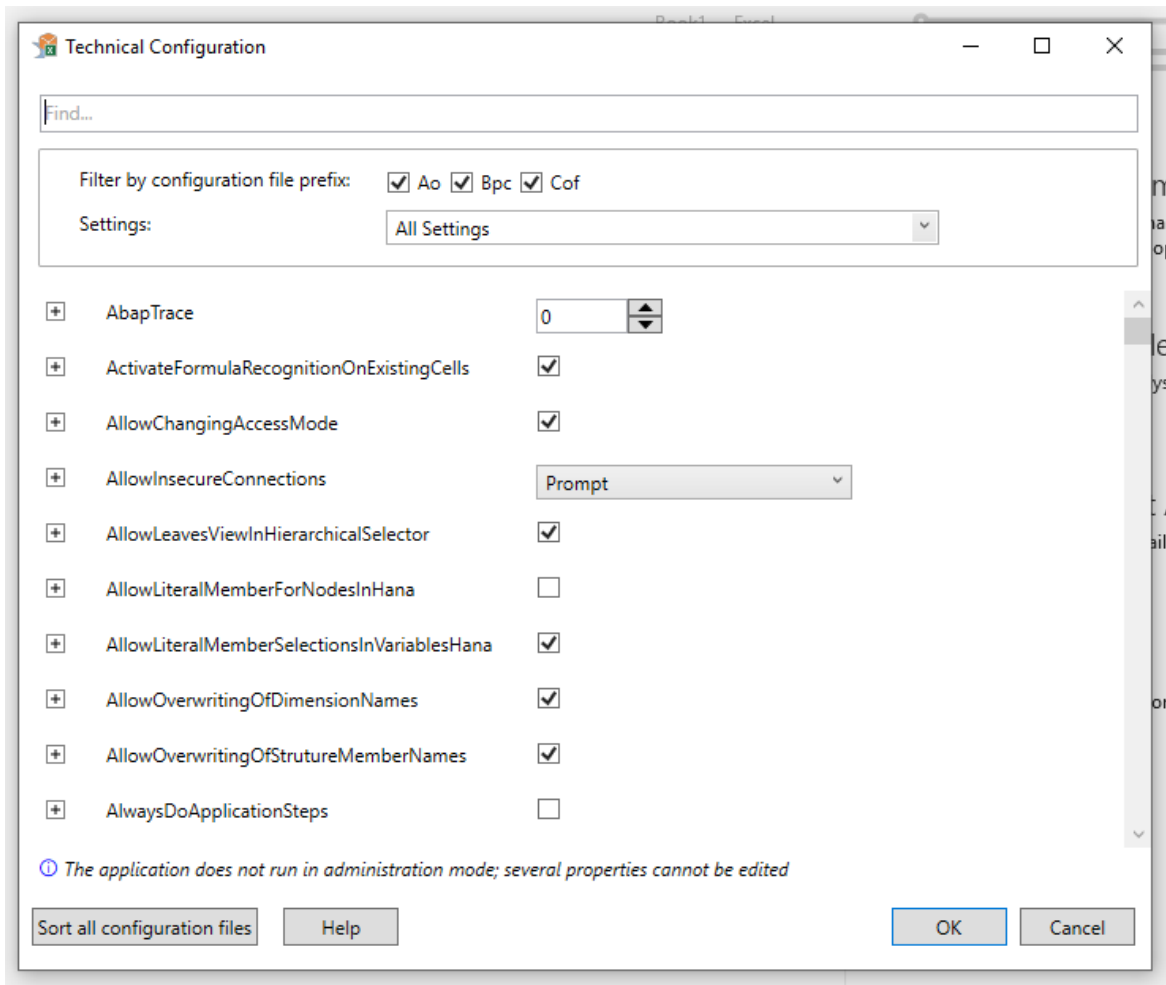 Technical Configuration
Find...
Filter by configuration file prefix: Ao Bpc Cof
Settings: All Settings
AbapTrace 0
ActivateFormulaRecognitionOnExistingCells
AllowChangingAccessMode
AllowInsecureConnections Prompt
AllowLeavesViewInHierarchicalSelector
AllowLiteralMemberForNodesInHana
AllowLiteralMemberSelectionsInVariablesHana
AllowOverwritingOfDimensionNames
AllowOverwritingOfStrutureMemberNames
AlwaysDoApplicationSteps
The application does not run in administration mode; several properties cannot be edited
Sort all configuration files Help OK Cancel